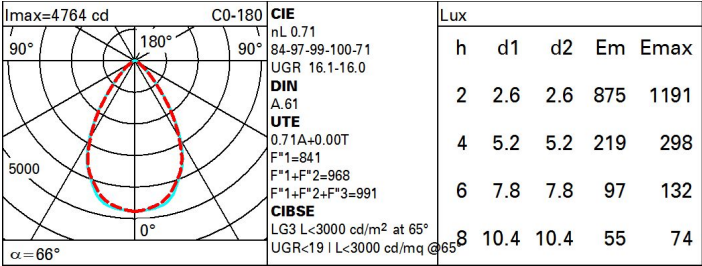 Imax=4764 cd C0-180
90° 180° 90°
5000
0°
α=66°
CIE
nL 0.71
84-97-99-100-71
UGR 16.1-16.0
DIN
A.61
UTE
0.71A+0.00T
F"1=841
F"1+F"2=968
F"1+F"2+F"3=991
CIBSE
LG3 L<3000 cd/m² at 65°
UGR<19 | L<3000 cd/mq @65°
Lux
h d1 d2 Em Emax
2 2.6 2.6 875 1191
4 5.2 5.2 219 298
6 7.8 7.8 97 132
8 10.4 10.4 55 74